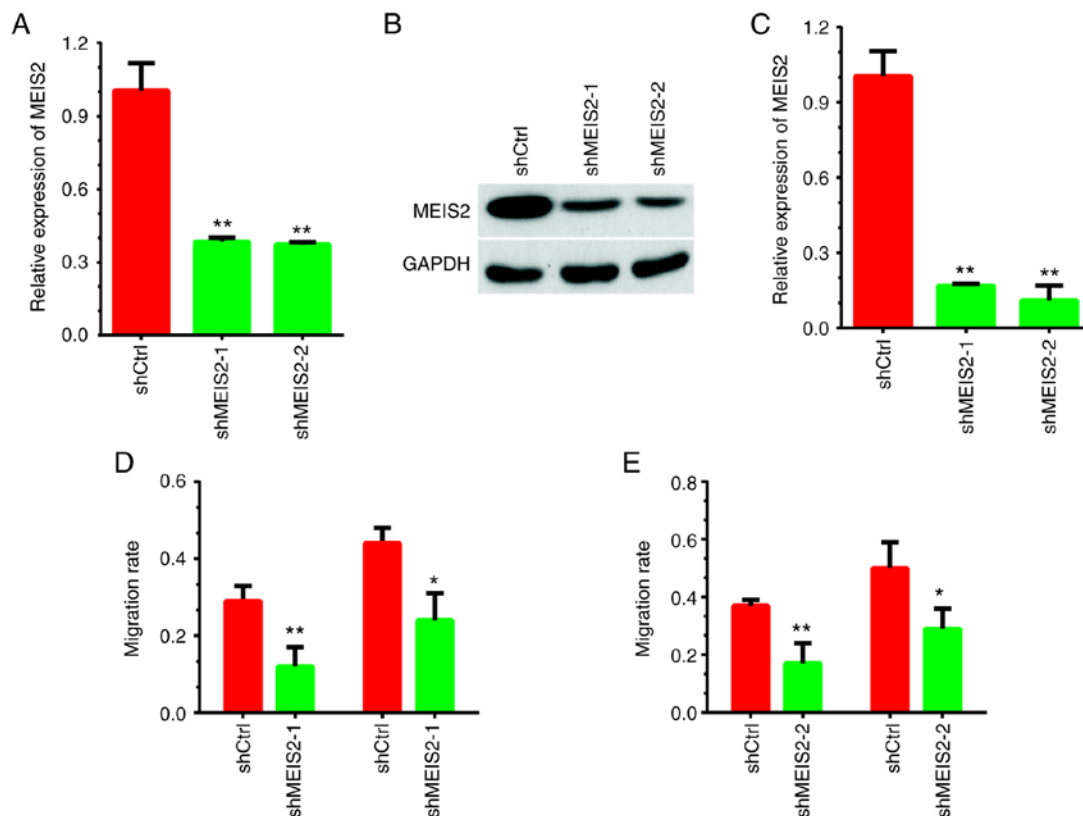 A
Relative expression of MEIS2
1.2
0.9
0.6
0.3
0.0
**
**
shCtrl
shMEIS2-1
shMEIS2-2
B
shCtrl
shMEIS2-1
shMEIS2-2
MEIS2
GAPDH
C
Relative expression of MEIS2
1.2
0.9
0.6
0.3
0.0
**
**
shCtrl
shMEIS2-1
shMEIS2-2
D
Migration rate
0.6
0.4
0.2
0.0
**
*
shCtrl
shMEIS2-1
shCtrl
shMEIS2-1
E
Migration rate
0.8
0.6
0.4
0.2
0.0
**
*
shCtrl
shMEIS2-2
shCtrl
shMEIS2-2